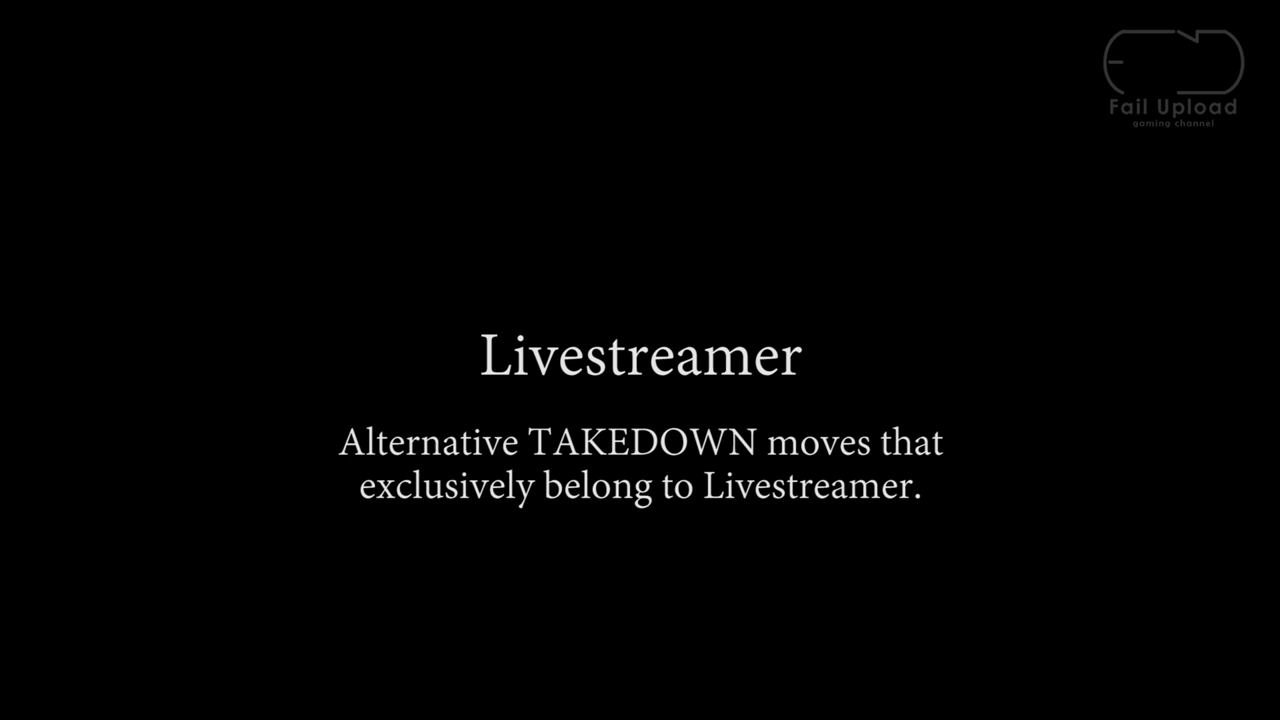 Fail Upload
gaming channel
Livestreamer
Alternative TAKEDOWN moves that
exclusively belong to Livestreamer.